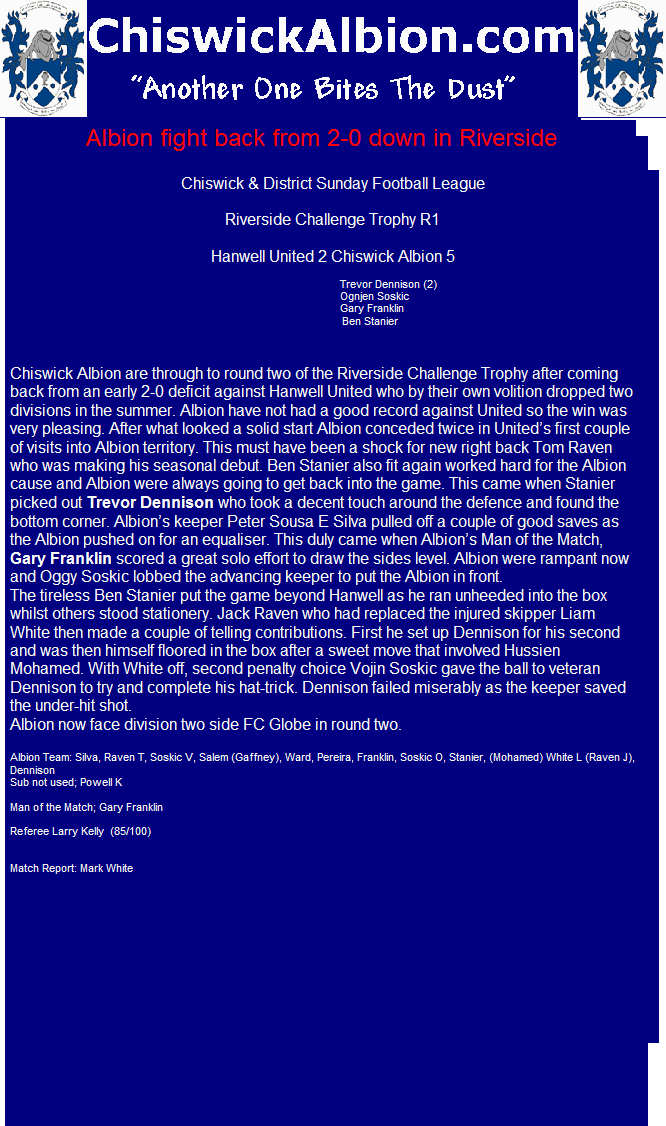 ChiswickAlbion.com
“Another One Bites The Dust”
Albion fight back from 2-0 down in Riverside
Chiswick & District Sunday Football League
Riverside Challenge Trophy R1
Hanwell United 2 Chiswick Albion 5
Trevor Dennison (2)
Ognjen Soskic
Gary Franklin
Ben Stanier
Chiswick Albion are through to round two of the Riverside Challenge Trophy after coming
back from an early 2-0 deficit against Hanwell United who by their own volition dropped two
divisions in the summer. Albion have not had a good record against United so the win was
very pleasing. After what looked a solid start Albion conceded twice in United’s first couple
of visits into Albion territory. This must have been a shock for new right back Tom Raven
who was making his seasonal debut. Ben Stanier also fit again worked hard for the Albion
cause and Albion were always going to get back into the game. This came when Stanier
picked out Trevor Dennison who took a decent touch around the defence and found the
bottom corner. Albion’s keeper Peter Sousa E Silva pulled off a couple of good saves as
the Albion pushed on for an equaliser. This duly came when Albion’s Man of the Match,
Gary Franklin scored a great solo effort to draw the sides level. Albion were rampant now
and Oggy Soskic lobbed the advancing keeper to put the Albion in front.
The tireless Ben Stanier put the game beyond Hanwell as he ran unheeded into the box
whilst others stood stationery. Jack Raven who had replaced the injured skipper Liam
White then made a couple of telling contributions. First he set up Dennison for his second
and was then himself floored in the box after a sweet move that involved Hussien
Mohamed. With White off, second penalty choice Vojin Soskic gave the ball to veteran
Dennison to try and complete his hat-trick. Dennison failed miserably as the keeper saved
the under-hit shot.
Albion now face division two side FC Globe in round two.
Albion Team: Silva, Raven T, Soskic V, Salem (Gaffney), Ward, Pereira, Franklin, Soskic O, Stanier, (Mohamed) White L (Raven J),
Dennison
Sub not used; Powell K
Man of the Match; Gary Franklin
Referee Larry Kelly  (85/100)
Match Report: Mark White